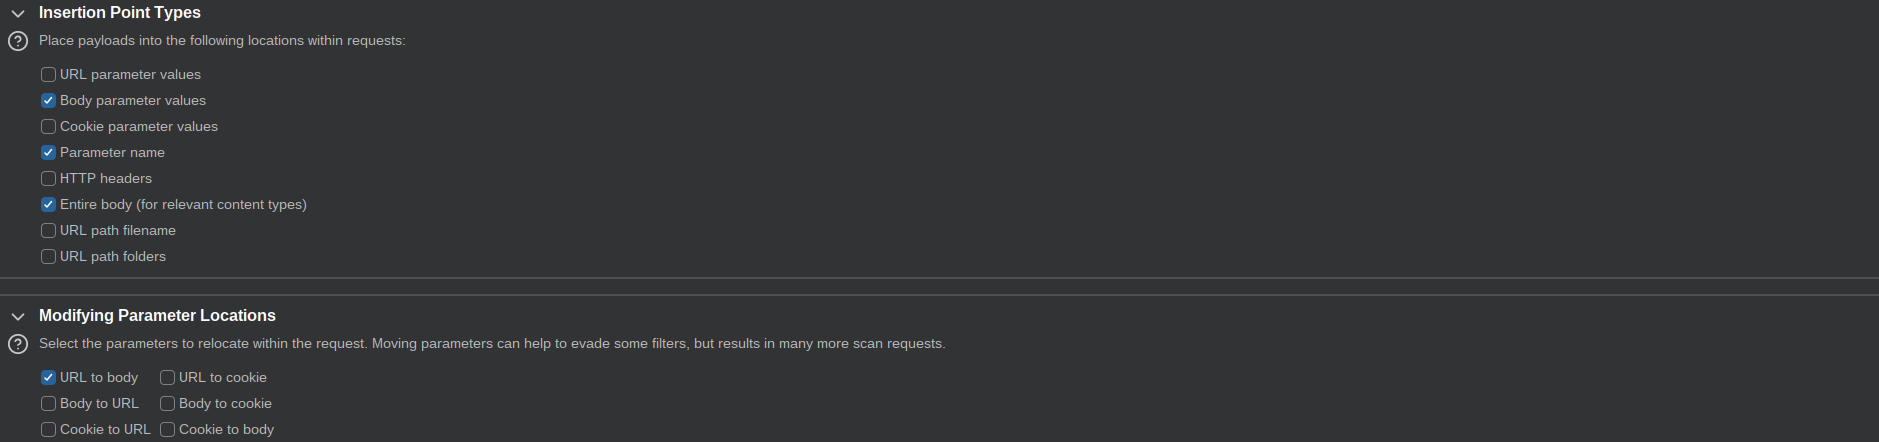 Insertion Point Types
Place payloads into the following locations within requests:
URL parameter values
Body parameter values
Cookie parameter values
Parameter name
HTTP headers
Entire body (for relevant content types)
URL path filename
URL path folders
Modifying Parameter Locations
Select the parameters to relocate within the request. Moving parameters can help to evade some filters, but results in many more scan requests.
URL to body URL to cookie
Body to URL Body to cookie
Cookie to URL Cookie to body